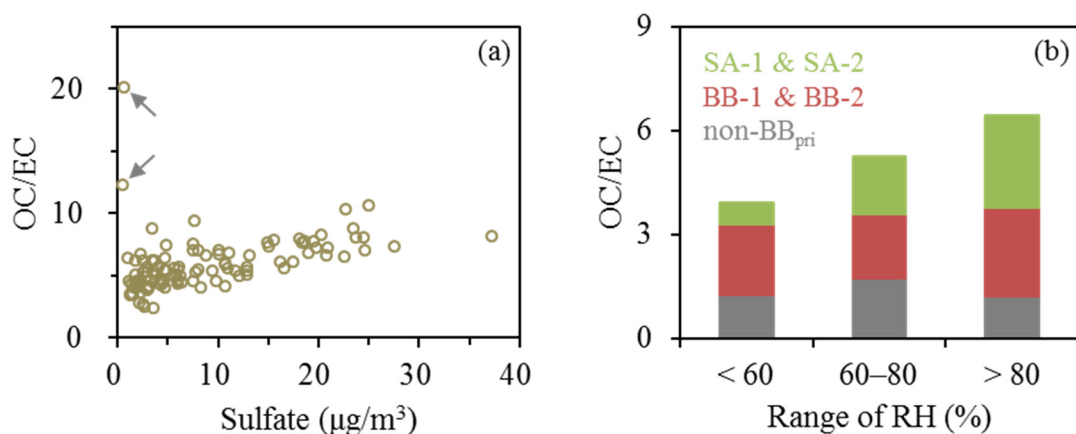 (a)
OC/EC
20
10
0
0 10 20 30 40
Sulfate (μg/m³)
(b)
OC/EC
9
6
3
0
SA-1 & SA-2
BB-1 & BB-2
non-BBpri
< 60 60–80 > 80
Range of RH (%)